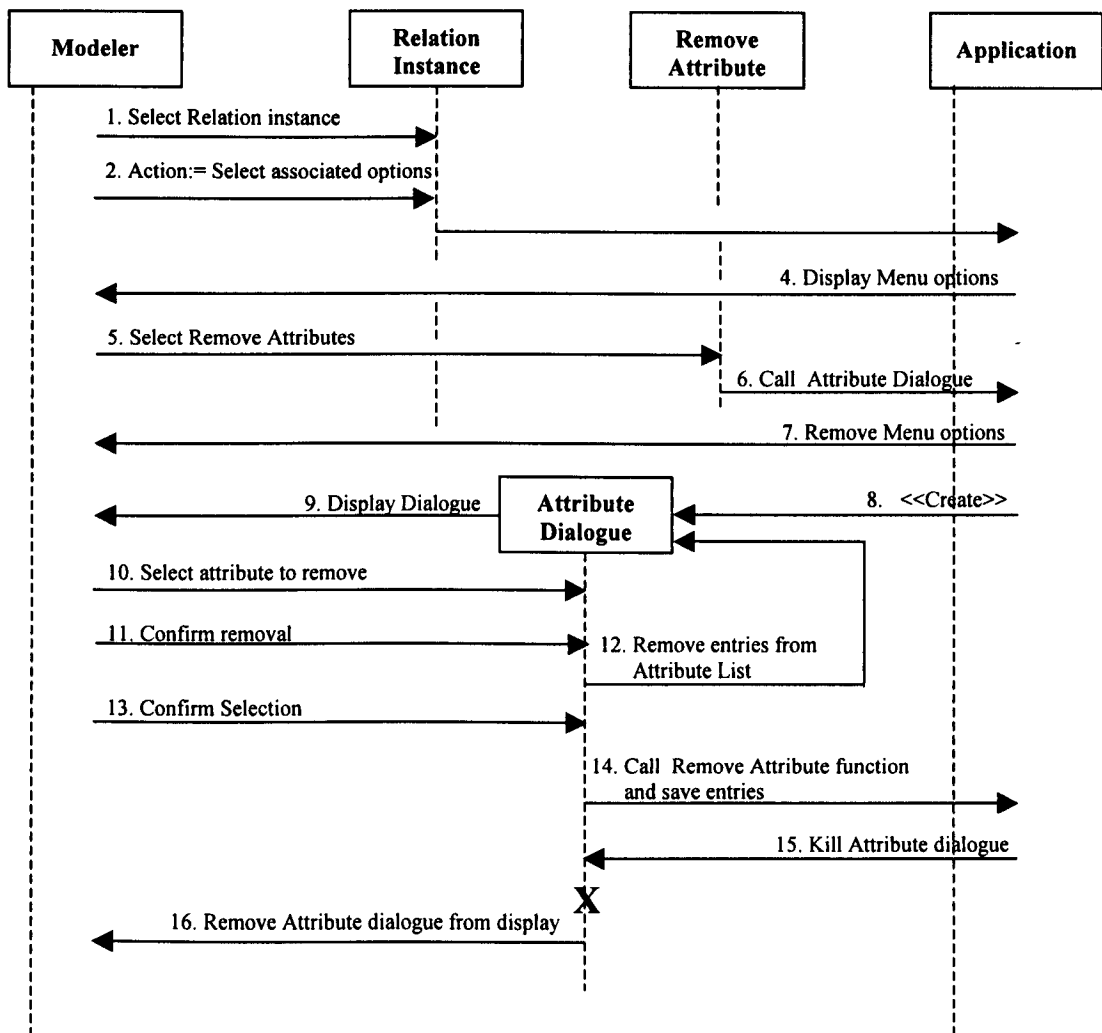 Modeler
Relation
Instance
Remove
Attribute
Application
1. Select Relation instance
2. Action:= Select associated options
4. Display Menu options
5. Select Remove Attributes
6. Call Attribute Dialogue
7. Remove Menu options
Attribute
Dialogue
8. <<Create>>
9. Display Dialogue
10. Select attribute to remove
11. Confirm removal
12. Remove entries from
Attribute List
13. Confirm Selection
14. Call Remove Attribute function
and save entries
15. Kill Attribute dialogue
X
16. Remove Attribute dialogue from display